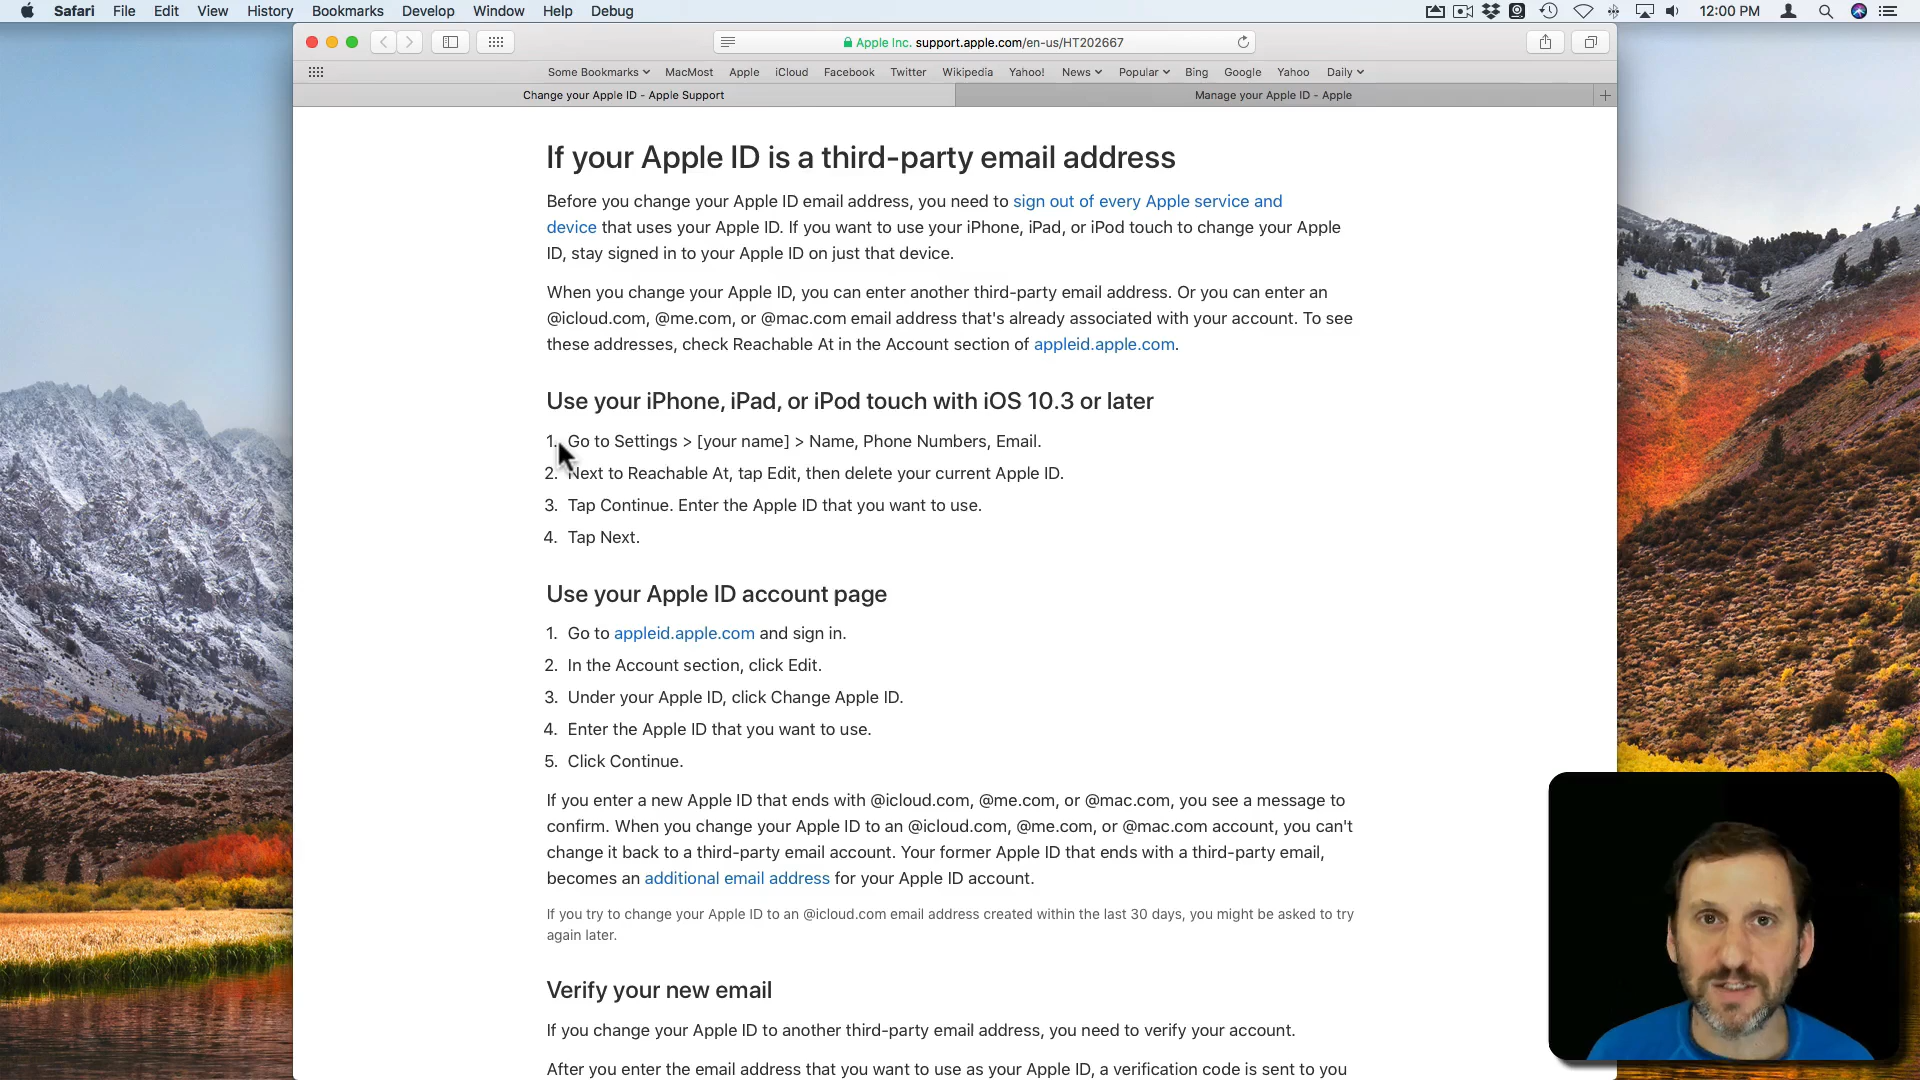 Safari File Edit View History Bookmarks Develop Window Help Debug 12:00 PM
Apple Inc. support.apple.com/en-us/HT202667
Some Bookmarks MacMost Apple iCloud Facebook Twitter Wikipedia Yahoo! News Popular Bing Google Yahoo Daily
Change your Apple ID - Apple Support Manage your Apple ID - Apple
If your Apple ID is a third-party email address
Before you change your Apple ID email address, you need to sign out of every Apple service and
device that uses your Apple ID. If you want to use your iPhone, iPad, or iPod touch to change your Apple
ID, stay signed in to your Apple ID on just that device.
When you change your Apple ID, you can enter another third-party email address. Or you can enter an
@icloud.com, @me.com, or @mac.com email address that's already associated with your account. To see
these addresses, check Reachable At in the Account section of appleid.apple.com.
Use your iPhone, iPad, or iPod touch with iOS 10.3 or later
1. Go to Settings > [your name] > Name, Phone Numbers, Email.
2. Next to Reachable At, tap Edit, then delete your current Apple ID.
3. Tap Continue. Enter the Apple ID that you want to use.
4. Tap Next.
Use your Apple ID account page
1. Go to appleid.apple.com and sign in.
2. In the Account section, click Edit.
3. Under your Apple ID, click Change Apple ID.
4. Enter the Apple ID that you want to use.
5. Click Continue.
If you enter a new Apple ID that ends with @icloud.com, @me.com, or @mac.com, you see a message to
confirm. When you change your Apple ID to an @icloud.com, @me.com, or @mac.com account, you can't
change it back to a third-party email account. Your former Apple ID that ends with a third-party email,
becomes an additional email address for your Apple ID account.
If you try to change your Apple ID to an @icloud.com email address created within the last 30 days, you might be asked to try
again later.
Verify your new email
If you change your Apple ID to another third-party email address, you need to verify your account.
After you enter the email address that you want to use as your Apple ID, a verification code is sent to you